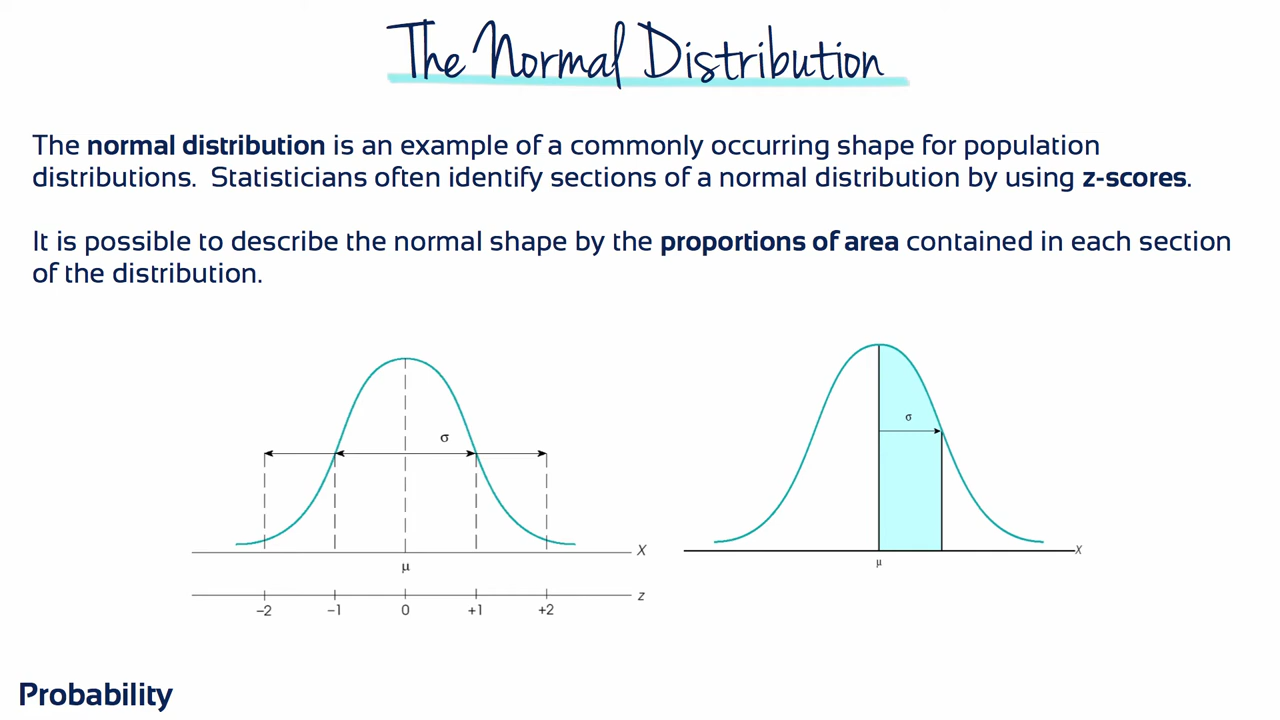 The Normal Distribution
The normal distribution is an example of a commonly occurring shape for population
distributions.  Statisticians often identify sections of a normal distribution by using z-scores.
It is possible to describe the normal shape by the proportions of area contained in each section
of the distribution.
σ
X
μ
z
−2 −1 0 +1 +2
σ
X
μ
Probability